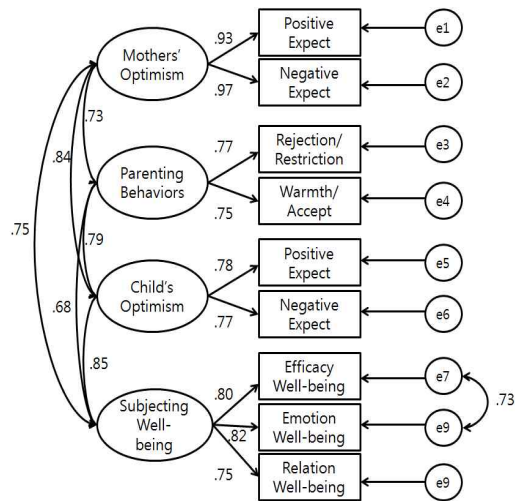 Mothers'
Optimism
.93
.97
Positive
Expect
Negative
Expect
e1
e2
.73
.84
.75
Parenting
Behaviors
.77
.75
Rejection/
Restriction
Warmth/
Accept
e3
e4
.79
.68
Child's
Optimism
.78
.77
Positive
Expect
Negative
Expect
e5
e6
.85
Subjecting
Well-
being
.80
.82
.75
Efficacy
Well-being
Emotion
Well-being
Relation
Well-being
e7
e9
e9
.73